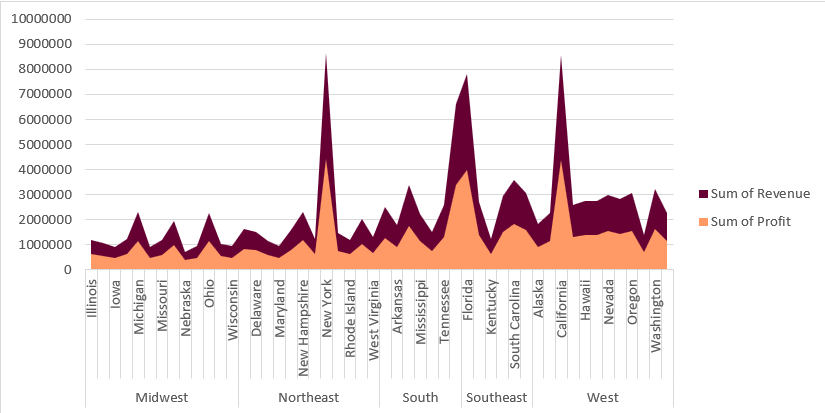 10000000
9000000
8000000
7000000
6000000
5000000
4000000
3000000
2000000
1000000
0
Sum of Revenue
Sum of Profit
Illinois
Iowa
Michigan
Missouri
Nebraska
Ohio
Wisconsin
Delaware
Maryland
New Hampshire
New York
Rhode Island
West Virginia
Arkansas
Mississippi
Tennessee
Florida
Kentucky
South Carolina
Alaska
California
Hawaii
Nevada
Oregon
Washington
Midwest
Northeast
South
Southeast
West